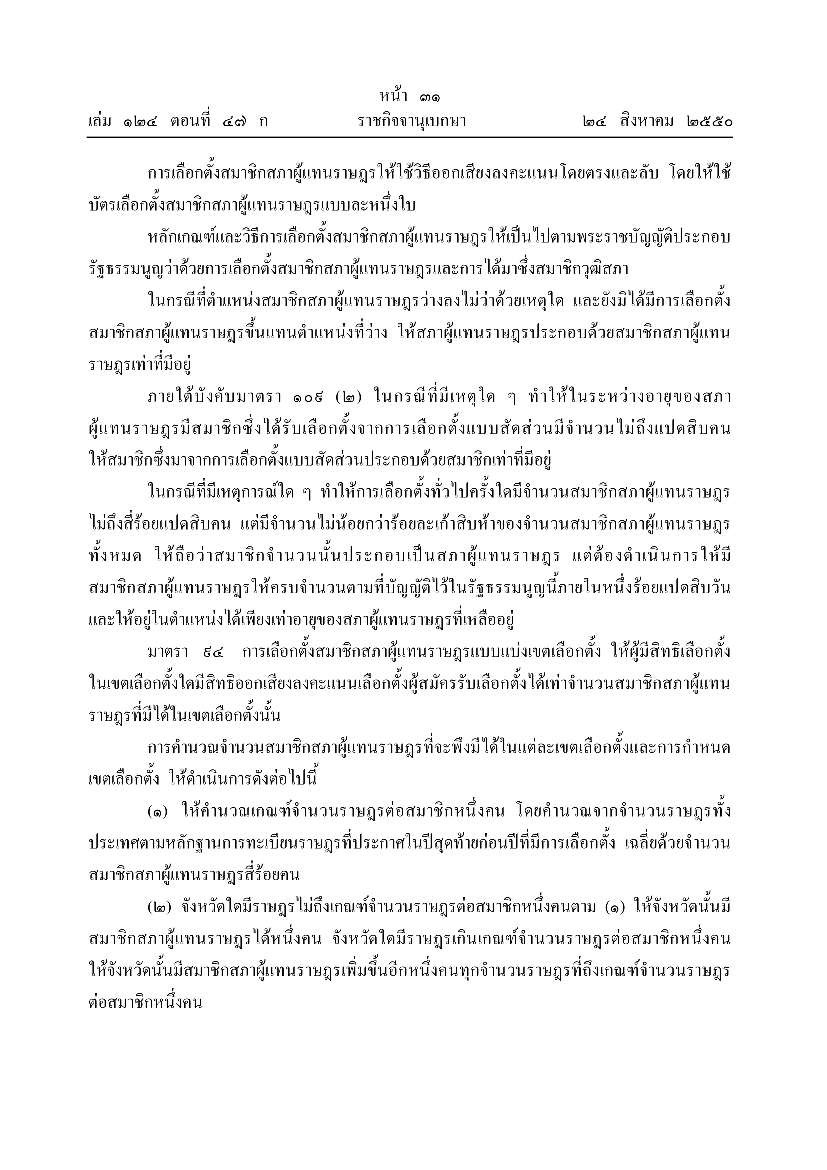 หน้า ๓๑
เล่ม ๑๒๔ ตอนที่ ๔๗ ก ราชกิจจานุเบกษา ๒๔ สิงหาคม ๒๕๕๐
การเลือกตั้งสมาชิกสภาผู้แทนราษฎรให้ใช้วิธีออกเสียงลงคะแนนโดยตรงและลับ โดยให้ใช้
บัตรเลือกตั้งสมาชิกสภาผู้แทนราษฎรแบบละหนึ่งใบ
หลักเกณฑ์และวิธีการเลือกตั้งสมาชิกสภาผู้แทนราษฎรให้เป็นไปตามพระราชบัญญัติประกอบ
รัฐธรรมนูญว่าด้วยการเลือกตั้งสมาชิกสภาผู้แทนราษฎรและการได้มาซึ่งสมาชิกวุฒิสภา
ในกรณีที่ตำแหน่งสมาชิกสภาผู้แทนราษฎรว่างลงไม่ว่าด้วยเหตุใด และยังมิได้มีการเลือกตั้ง
สมาชิกสภาผู้แทนราษฎรขึ้นแทนตำแหน่งที่ว่าง ให้สภาผู้แทนราษฎรประกอบด้วยสมาชิกสภาผู้แทน
ราษฎรเท่าที่มีอยู่
ภายใต้บังคับมาตรา ๑๐๙ (๒) ในกรณีที่มีเหตุใด ๆ ทำให้ในระหว่างอายุของสภา
ผู้แทนราษฎรมีสมาชิกซึ่งได้รับเลือกตั้งจากการเลือกตั้งแบบสัดส่วนมีจำนวนไม่ถึงแปดสิบคน
ให้สมาชิกซึ่งมาจากการเลือกตั้งแบบสัดส่วนประกอบด้วยสมาชิกเท่าที่มีอยู่
ในกรณีที่มีเหตุการณ์ใด ๆ ทำให้การเลือกตั้งทั่วไปครั้งใดมีจำนวนสมาชิกสภาผู้แทนราษฎร
ไม่ถึงสี่ร้อยแปดสิบคน แต่มีจำนวนไม่น้อยกว่าร้อยละเก้าสิบห้าของจำนวนสมาชิกสภาผู้แทนราษฎร
ทั้งหมด ให้ถือว่าสมาชิกจำนวนนั้นประกอบเป็นสภาผู้แทนราษฎร แต่ต้องดำเนินการให้มี
สมาชิกสภาผู้แทนราษฎรให้ครบจำนวนตามที่บัญญัติไว้ในรัฐธรรมนูญนี้ภายในหนึ่งร้อยแปดสิบวัน
และให้อยู่ในตำแหน่งได้เพียงเท่าอายุของสภาผู้แทนราษฎรที่เหลืออยู่
มาตรา ๙๔ การเลือกตั้งสมาชิกสภาผู้แทนราษฎรแบบแบ่งเขตเลือกตั้ง ให้ผู้มีสิทธิเลือกตั้ง
ในเขตเลือกตั้งใดมีสิทธิออกเสียงลงคะแนนเลือกตั้งผู้สมัครรับเลือกตั้งได้เท่าจำนวนสมาชิกสภาผู้แทน
ราษฎรที่มีได้ในเขตเลือกตั้งนั้น
การคำนวณจำนวนสมาชิกสภาผู้แทนราษฎรที่จะพึงมีได้ในแต่ละเขตเลือกตั้งและการกำหนด
เขตเลือกตั้ง ให้ดำเนินการดังต่อไปนี้
(๑) ให้คำนวณเกณฑ์จำนวนราษฎรต่อสมาชิกหนึ่งคน โดยคำนวณจากจำนวนราษฎรทั้ง
ประเทศตามหลักฐานการทะเบียนราษฎรที่ประกาศในปีสุดท้ายก่อนปีที่มีการเลือกตั้ง เฉลี่ยด้วยจำนวน
สมาชิกสภาผู้แทนราษฎรสี่ร้อยคน
(๒) จังหวัดใดมีราษฎรไม่ถึงเกณฑ์จำนวนราษฎรต่อสมาชิกหนึ่งคนตาม (๑) ให้จังหวัดนั้นมี
สมาชิกสภาผู้แทนราษฎรได้หนึ่งคน จังหวัดใดมีราษฎรเกินเกณฑ์จำนวนราษฎรต่อสมาชิกหนึ่งคน
ให้จังหวัดนั้นมีสมาชิกสภาผู้แทนราษฎรเพิ่มขึ้นอีกหนึ่งคนทุกจำนวนราษฎรที่ถึงเกณฑ์จำนวนราษฎร
ต่อสมาชิกหนึ่งคน